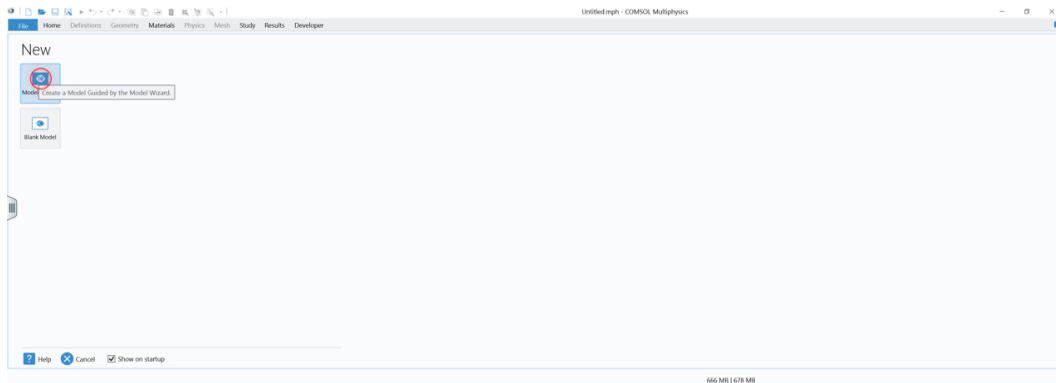 Untitled.mph - COMSOL Multiphysics
File Home Definitions Geometry Materials Physics Mesh Study Results Developer
New
Model
Create a Model Guided by the Model Wizard.
Blank Model
? Help Cancel Show on startup
666 MB | 678 MB